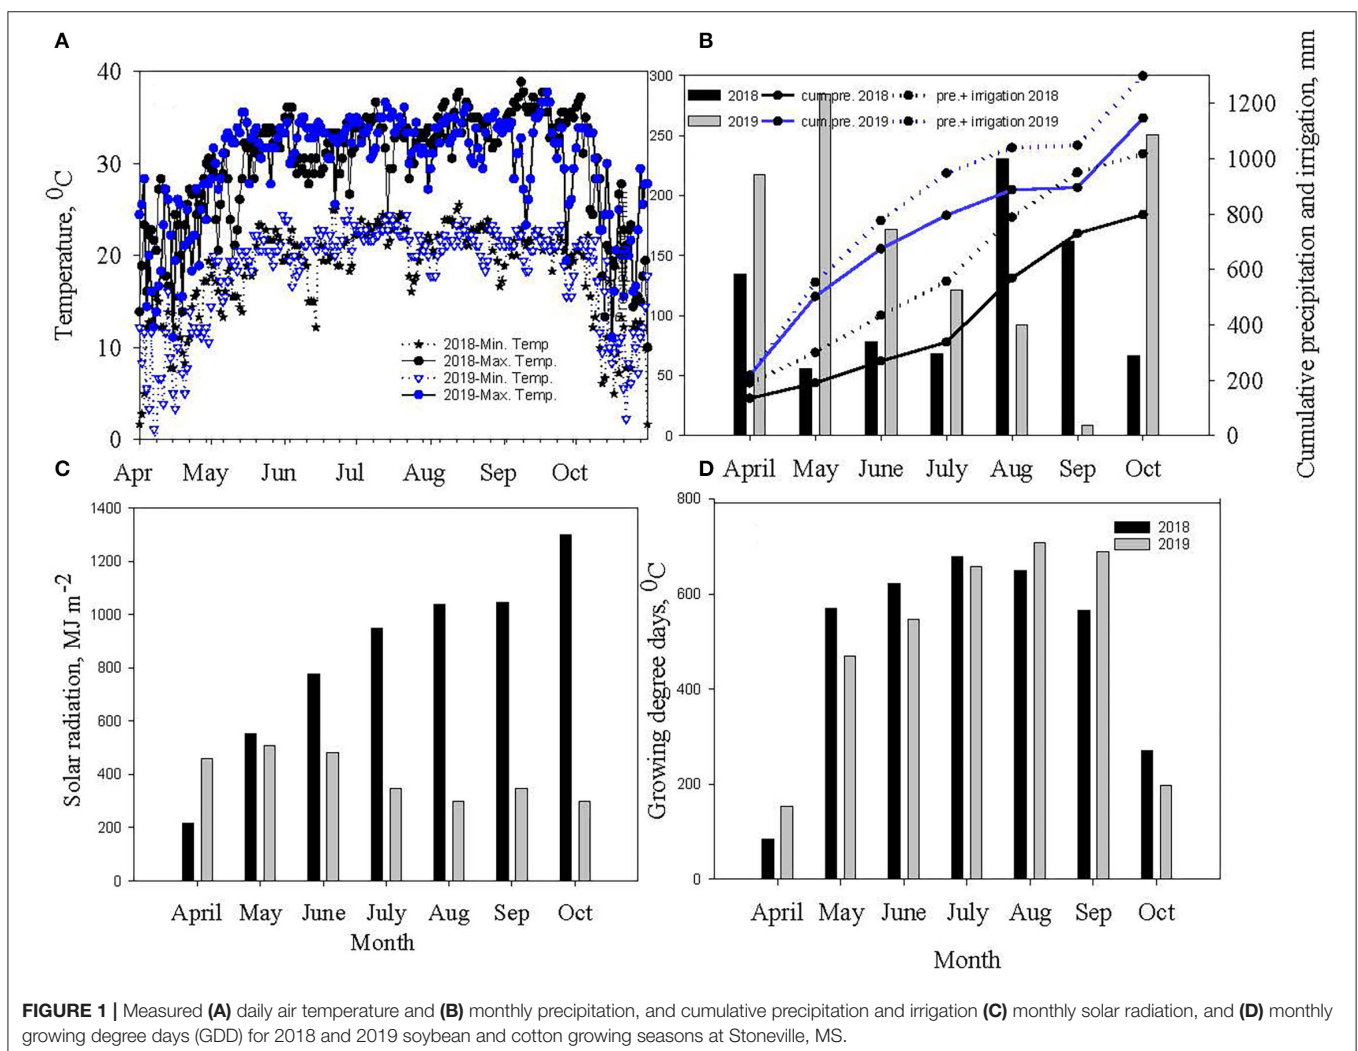 A
B
40
30
20
10
0
Temperature, 0C
2018-Min. Temp
2018-Max. Temp.
2019-Min. Temp.
2019-Max. Temp.
Apr May Jun Jul Aug Sep Oct
300
250
200
150
100
50
0
2018 cum.pre. 2018 pre.+ irrigation 2018
2019 cum.pre. 2019 pre.+ irrigation 2019
1200
1000
800
600
400
200
0
Cumulative precipitation and irrigation, mm
April May June July Aug Sep Oct
C
D
1400
1200
1000
800
600
400
200
0
Solar radiation, MJ m-2
April May June July Aug Sep Oct
Month
800
600
400
200
0
Growing degree days, 0C
2018
2019
April May June July Aug Sep Oct
Month
FIGURE 1 | Measured (A) daily air temperature and (B) monthly precipitation, and cumulative precipitation and irrigation (C) monthly solar radiation, and (D) monthly
growing degree days (GDD) for 2018 and 2019 soybean and cotton growing seasons at Stoneville, MS.